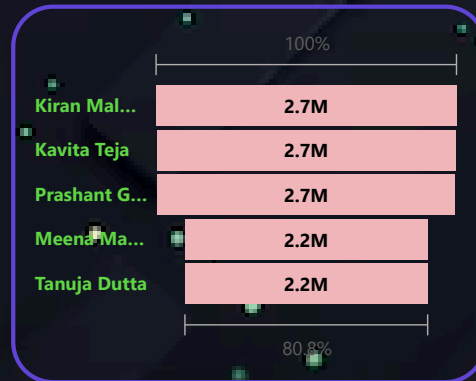 100%
Kiran Mal... 2.7M
Kavita Teja 2.7M
Prashant G... 2.7M
Meena Ma... 2.2M
Tanuja Dutta 2.2M
80.8%